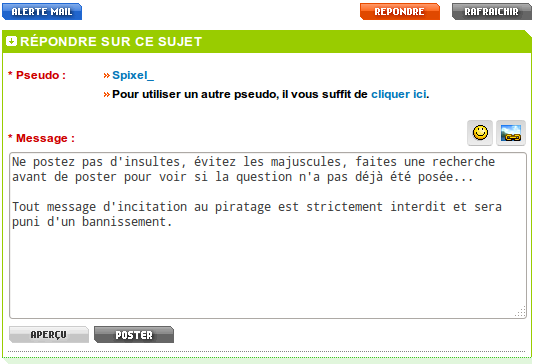 ALERTE MAIL
REPONDRE
RAFRAICHIR
RÉPONDRE SUR CE SUJET
* Pseudo :
» Spixel_
» Pour utiliser un autre pseudo, il vous suffit de cliquer ici.
* Message :
Ne postez pas d'insultes, évitez les majuscules, faites une recherche
avant de poster pour voir si la question n'a pas déjà été posée...
Tout message d'incitation au piratage est strictement interdit et sera
puni d'un bannissement.
APERÇU
POSTER